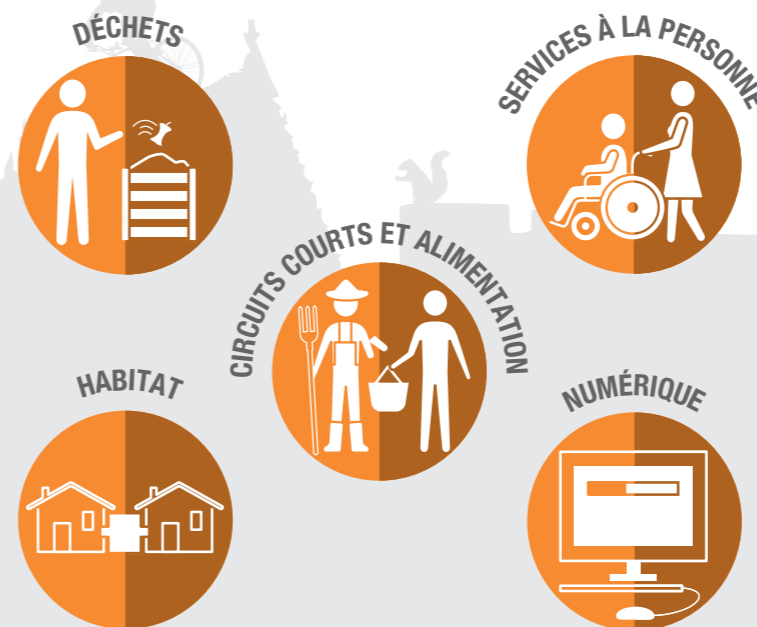 DÉCHETS
SERVICES À LA PERSONNE
CIRCUITS COURTS ET ALIMENTATION
HABITAT
NUMÉRIQUE